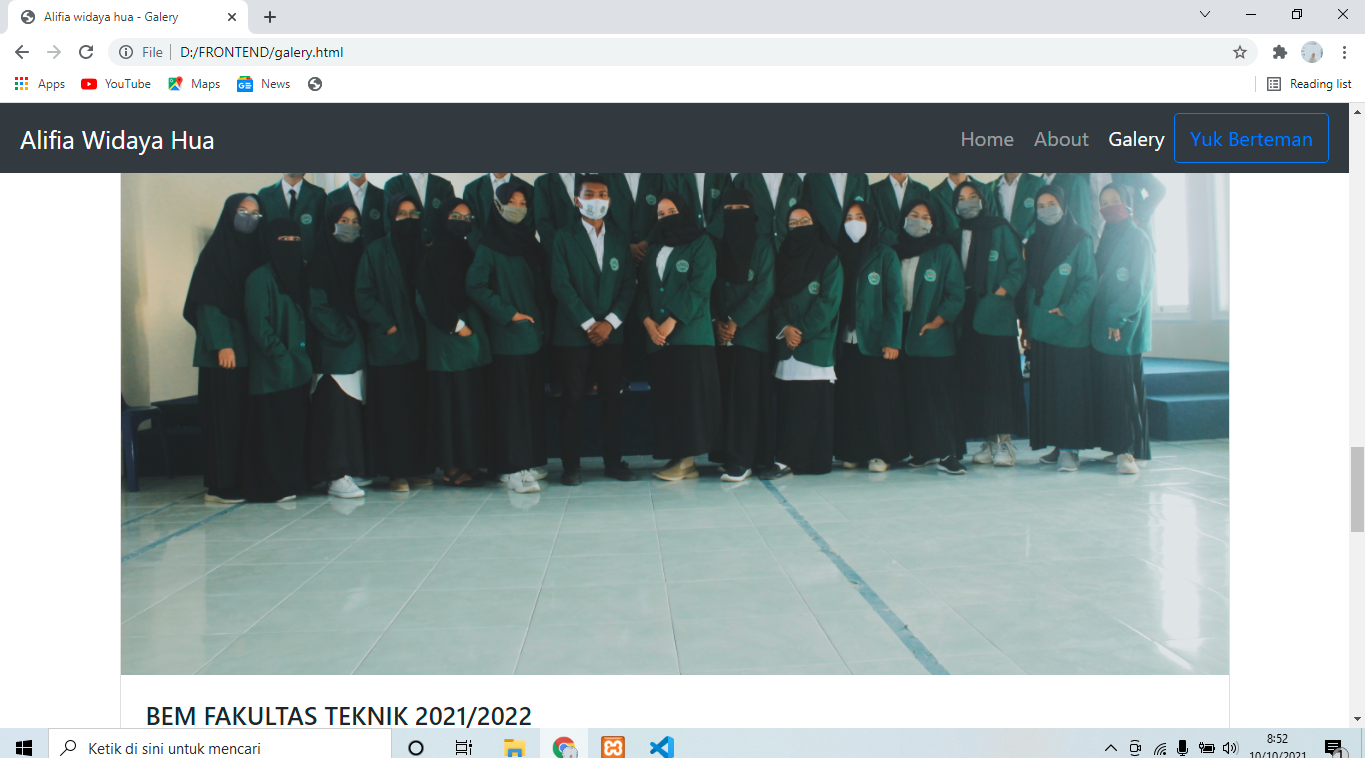 Alifia widaya hua - Galery
File
D:/FRONTEND/galery.html
Apps
YouTube
Maps
News
Reading list
Alifia Widaya Hua
Home
About
Galery
Yuk Berteman
BEM FAKULTAS TEKNIK 2021/2022
Ketik di sini untuk mencari
8:52
10/10/2021
1